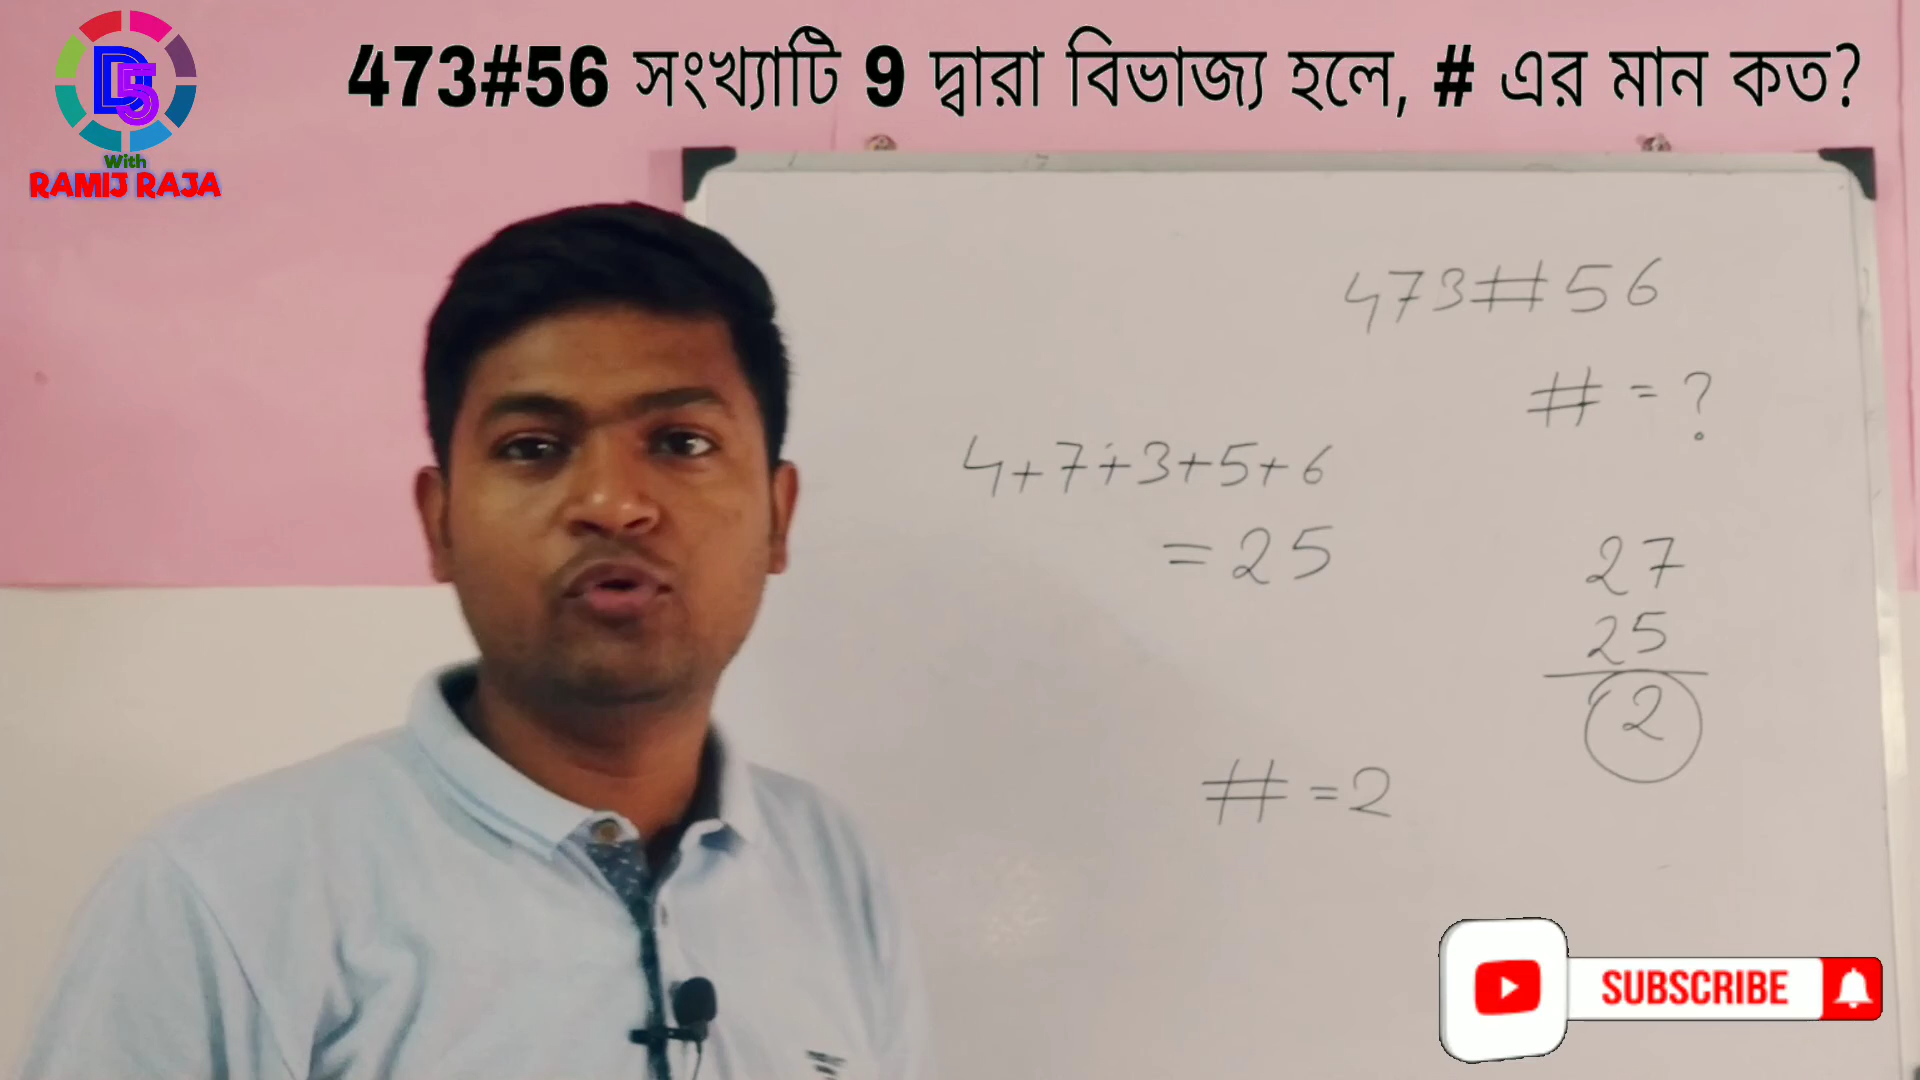 473#56 সংখ্যাটি 9 দ্বারা বিভাজ্য হলে, # এর মান কত?
D5
With
RAMIJ RAJA
473#56
# = ?
4+7+3+5+6
= 25
27
25
2
# = 2
SUBSCRIBE